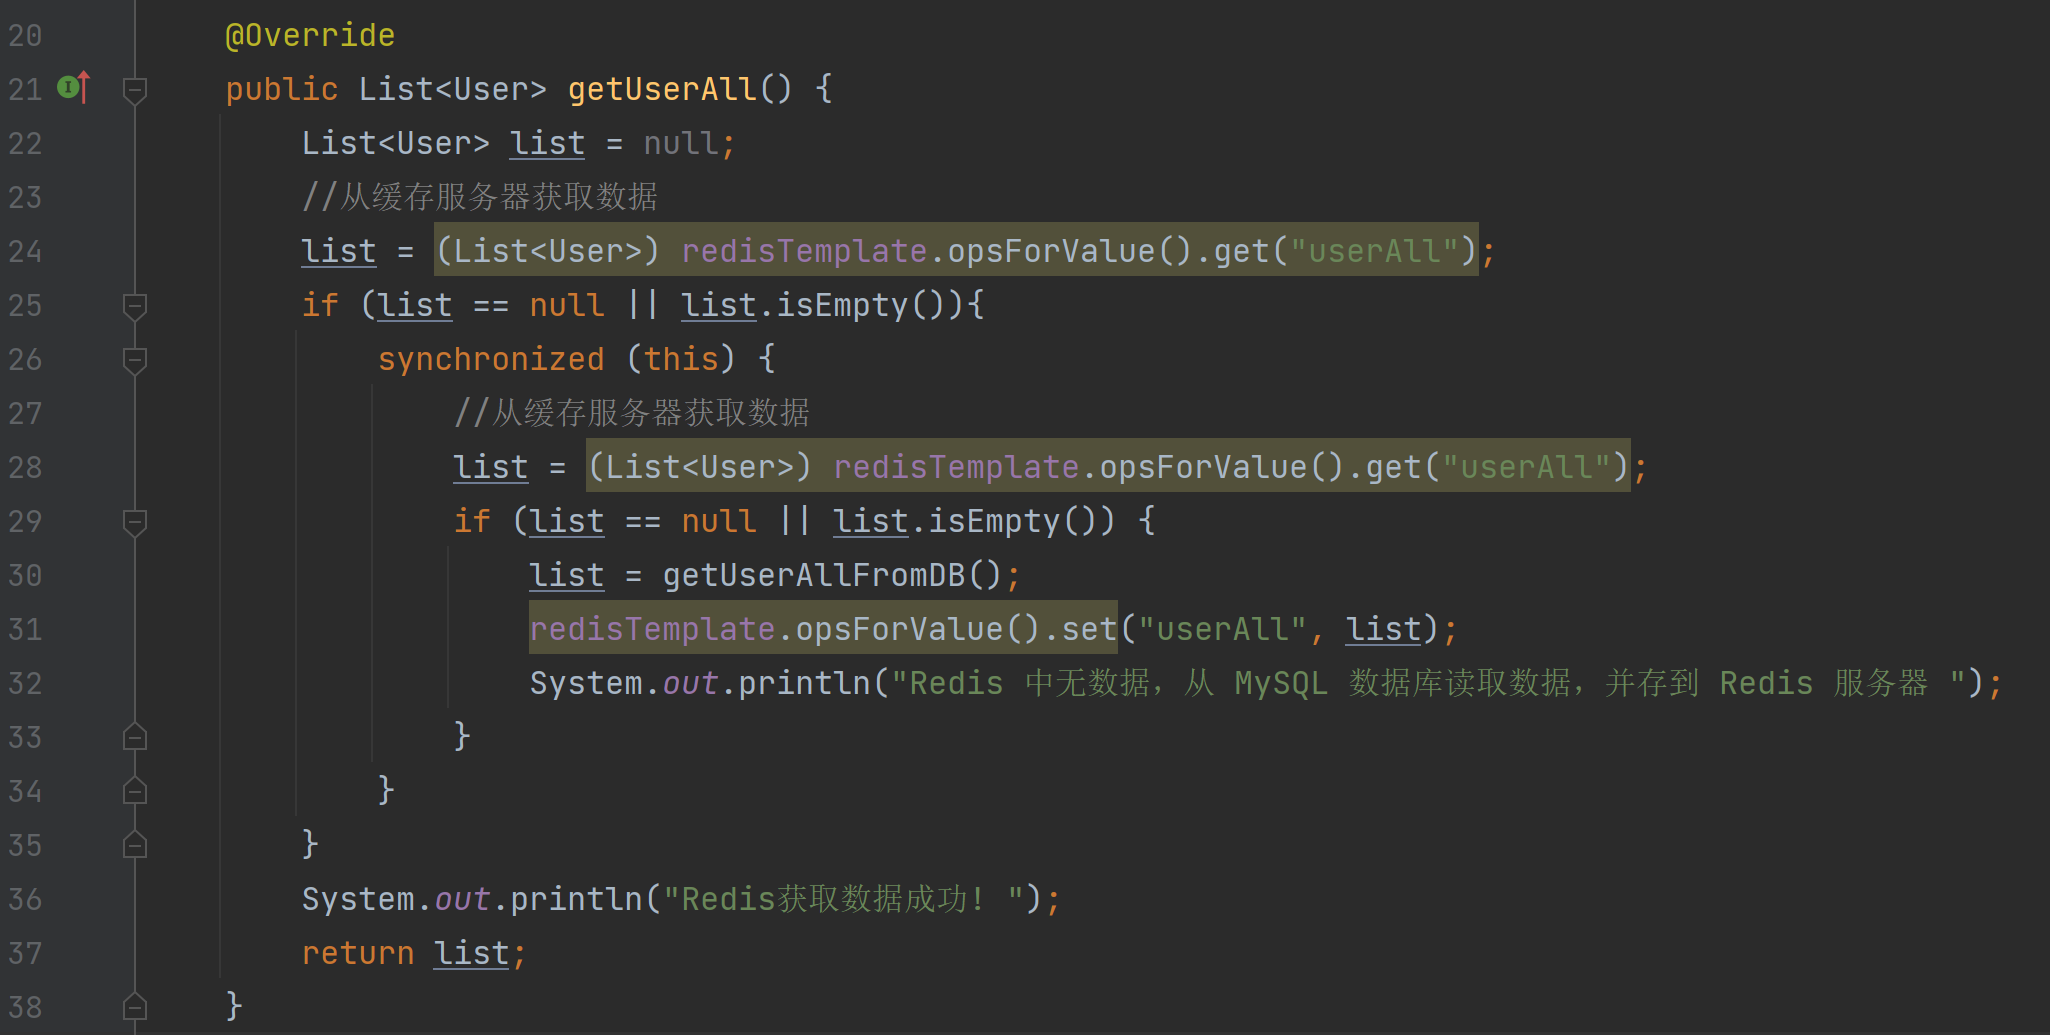 20 @Override
21 public List<User> getUserAll() {
22 List<User> list = null;
23 //从缓存服务器获取数据
24 list = (List<User>) redisTemplate.opsForValue().get("userAll");
25 if (list == null || list.isEmpty()){
26 synchronized (this) {
27 //从缓存服务器获取数据
28 list = (List<User>) redisTemplate.opsForValue().get("userAll");
29 if (list == null || list.isEmpty()) {
30 list = getUserAllFromDB();
31 redisTemplate.opsForValue().set("userAll", list);
32 System.out.println("Redis 中无数据，从 MySQL 数据库读取数据，并存到 Redis 服务器 ");
33 }
34 }
35 }
36 System.out.println("Redis获取数据成功! ");
37 return list;
38 }